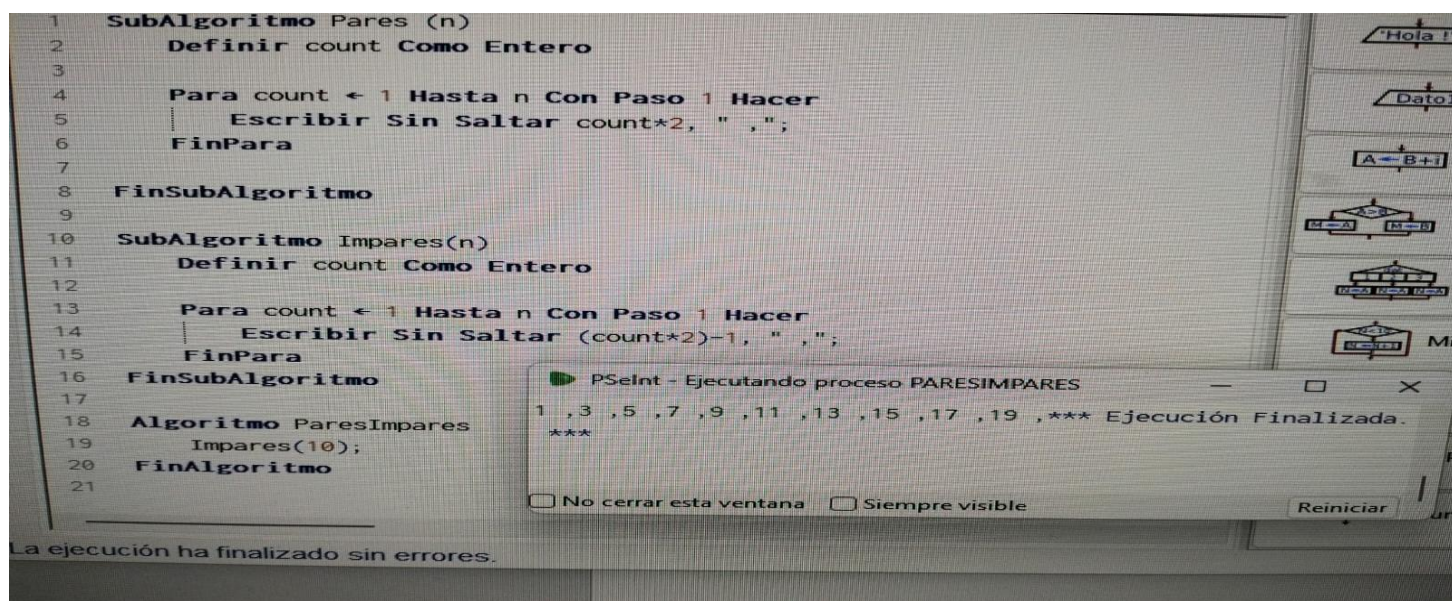 1 SubAlgoritmo Pares (n)
2 Definir count Como Entero
3
4 Para count ← 1 Hasta n Con Paso 1 Hacer
5 Escribir Sin Saltar count*2, " ,";
6 FinPara
7
8 FinSubAlgoritmo
9
10 SubAlgoritmo Impares(n)
11 Definir count Como Entero
12
13 Para count ← 1 Hasta n Con Paso 1 Hacer
14 Escribir Sin Saltar (count*2)-1, " ,";
15 FinPara
16 FinSubAlgoritmo
17
18 Algoritmo ParesImpares
19 Impares(10);
20 FinAlgoritmo
21
La ejecución ha finalizado sin errores.
PSeInt - Ejecutando proceso PARESIMPARES
1 ,3 ,5 ,7 ,9 ,11 ,13 ,15 ,17 ,19 ,*** Ejecución Finalizada.
***
No cerrar esta ventana Siempre visible Reiniciar
'Hola !
Dato
A←B+i
A>B
M←A M←B